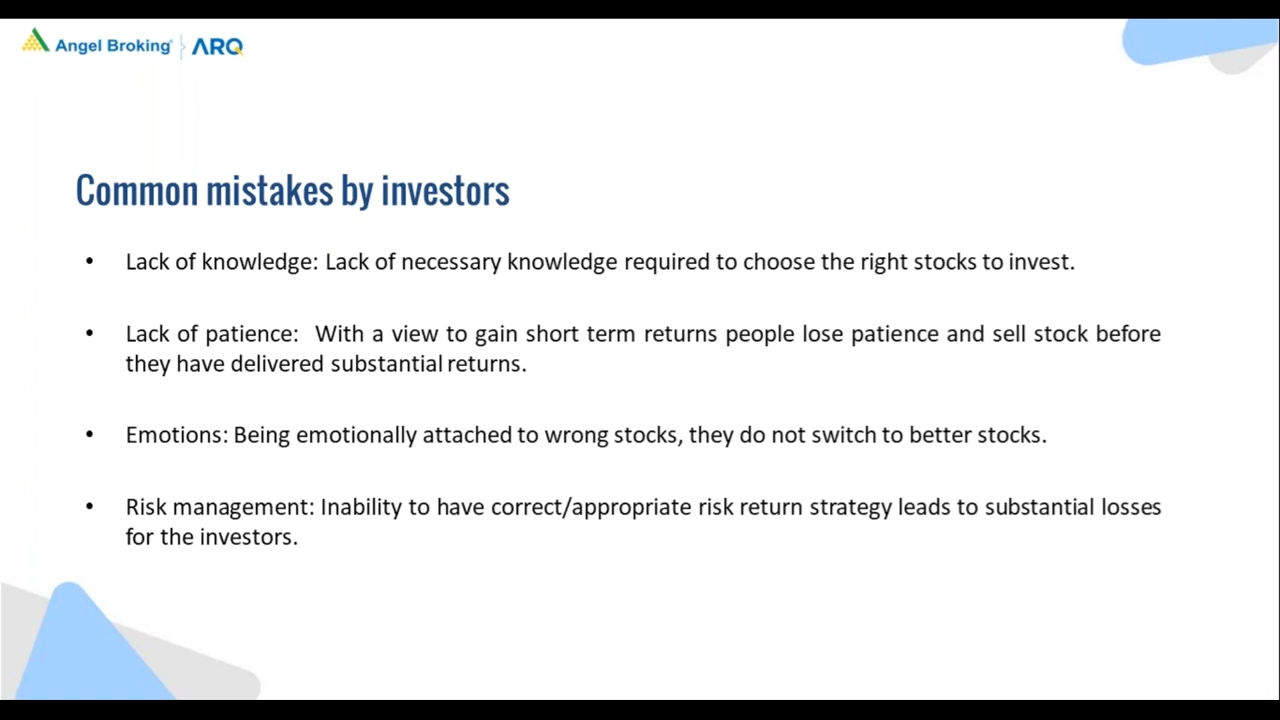 Angel Broking ARQ
Common mistakes by investors
• Lack of knowledge: Lack of necessary knowledge required to choose the right stocks to invest.
• Lack of patience: With a view to gain short term returns people lose patience and sell stock before
they have delivered substantial returns.
• Emotions: Being emotionally attached to wrong stocks, they do not switch to better stocks.
• Risk management: Inability to have correct/appropriate risk return strategy leads to substantial losses
for the investors.